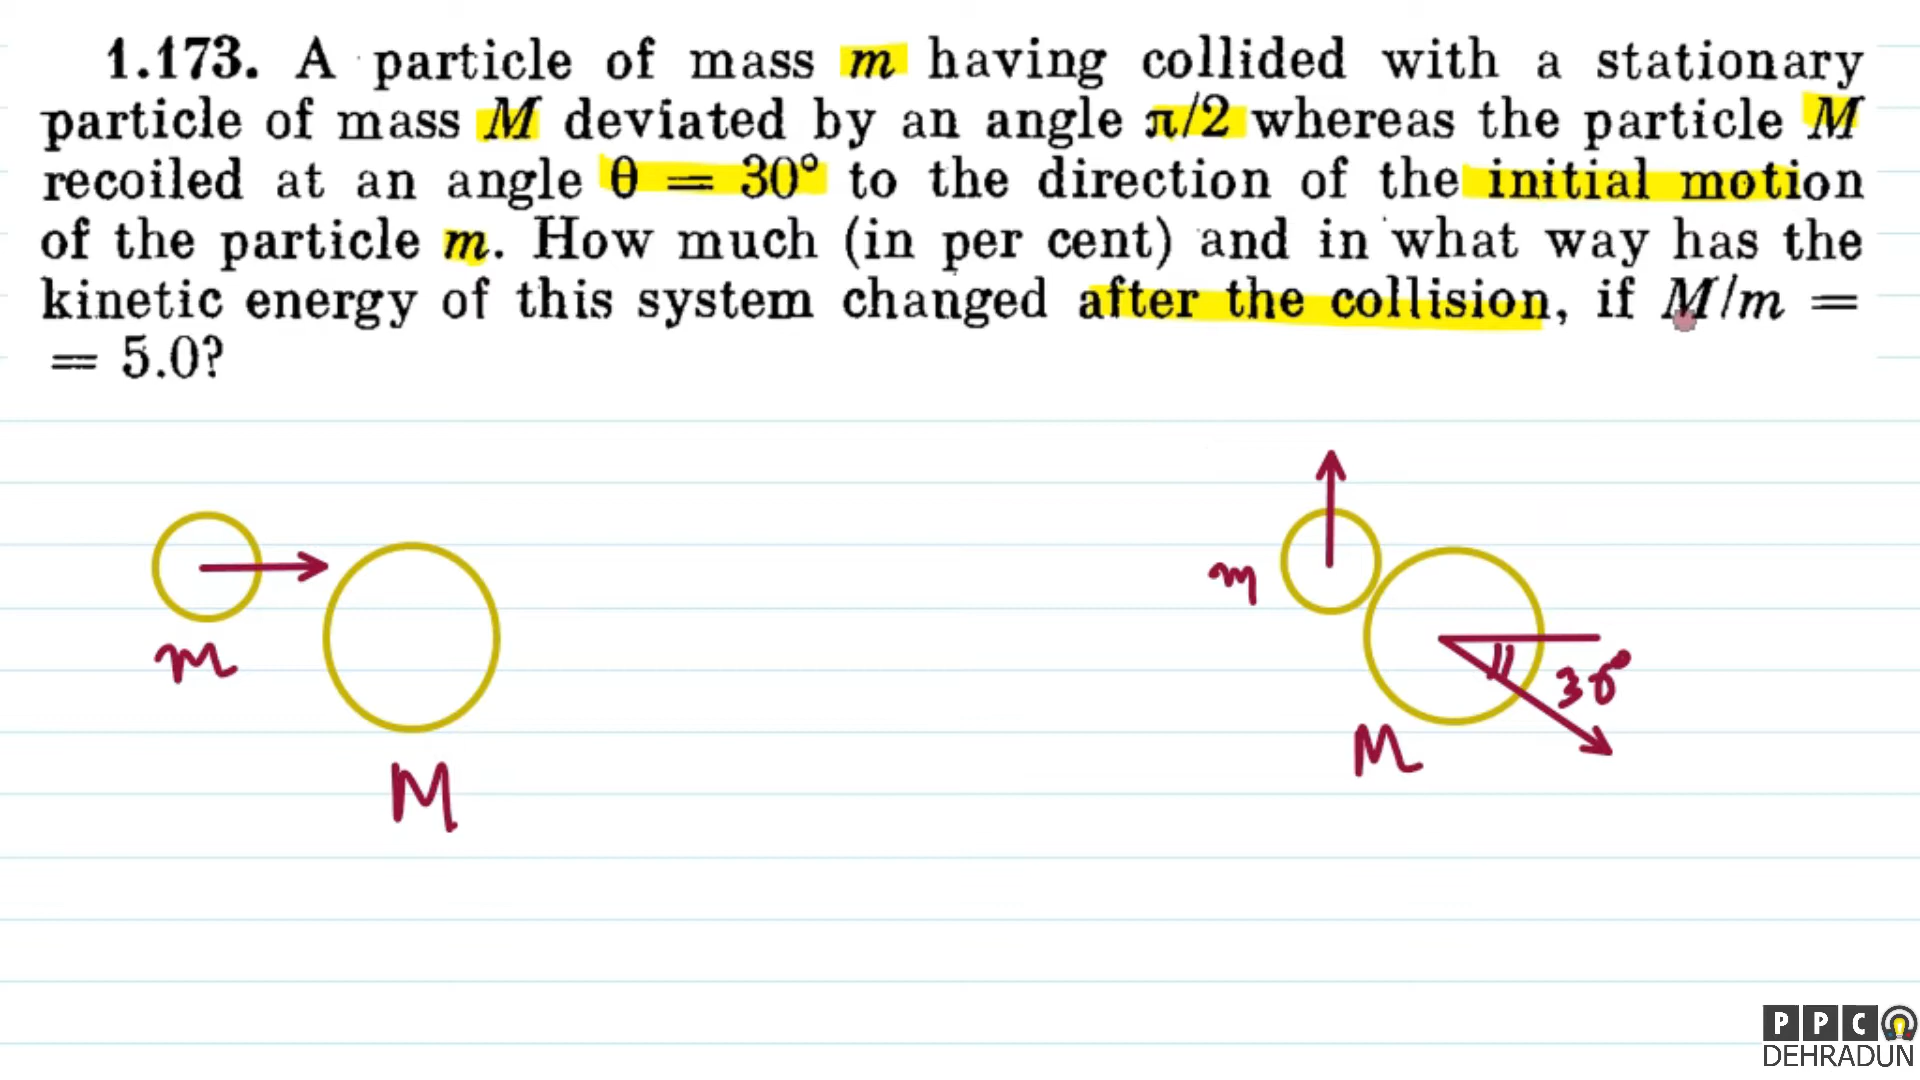 1.173. A particle of mass m having collided with a stationary
particle of mass M deviated by an angle π/2 whereas the particle M
recoiled at an angle θ = 30° to the direction of the initial motion
of the particle m. How much (in per cent) and in what way has the
kinetic energy of this system changed after the collision, if M/m =
= 5.0?
m
M
m
30°
M
PPC
DEHRADUN